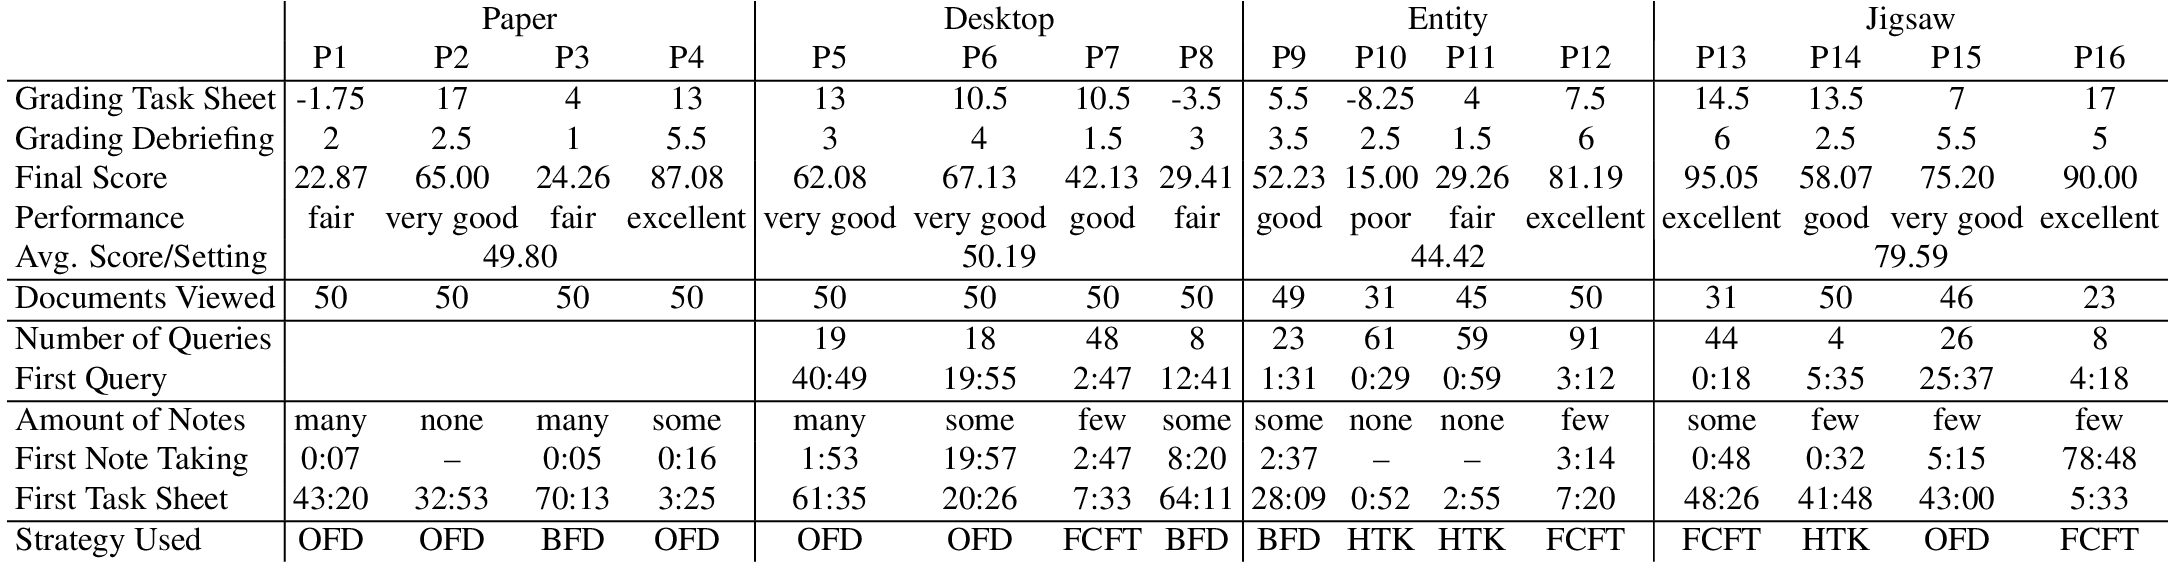 Paper Desktop Entity Jigsaw
P1 P2 P3 P4 P5 P6 P7 P8 P9 P10 P11 P12 P13 P14 P15 P16
Grading Task Sheet -1.75 17 4 13 13 10.5 10.5 -3.5 5.5 -8.25 4 7.5 14.5 13.5 7 17
Grading Debriefing 2 2.5 1 5.5 3 4 1.5 3 3.5 2.5 1.5 6 6 2.5 5.5 5
Final Score 22.87 65.00 24.26 87.08 62.08 67.13 42.13 29.41 52.23 15.00 29.26 81.19 95.05 58.07 75.20 90.00
Performance fair very good fair excellent very good very good good fair good poor fair excellent excellent good very good excellent
Avg. Score/Setting 49.80 50.19 44.42 79.59
Documents Viewed 50 50 50 50 50 50 50 50 49 31 45 50 31 50 46 23
Number of Queries 19 18 48 8 23 61 59 91 44 4 26 8
First Query 40:49 19:55 2:47 12:41 1:31 0:29 0:59 3:12 0:18 5:35 25:37 4:18
Amount of Notes many none many some many some few some some none none few some few few few
First Note Taking 0:07 – 0:05 0:16 1:53 19:57 2:47 8:20 2:37 – – 3:14 0:48 0:32 5:15 78:48
First Task Sheet 43:20 32:53 70:13 3:25 61:35 20:26 7:33 64:11 28:09 0:52 2:55 7:20 48:26 41:48 43:00 5:33
Strategy Used OFD OFD BFD OFD OFD OFD FCFT BFD BFD HTK HTK FCFT FCFT HTK OFD FCFT